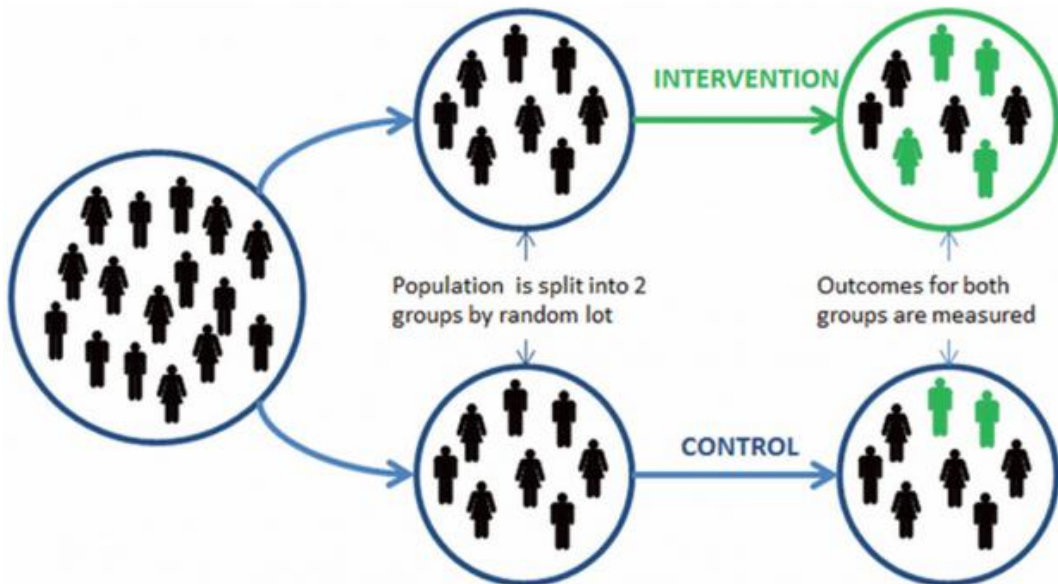 INTERVENTION
Population is split into 2
groups by random lot
Outcomes for both
groups are measured
CONTROL